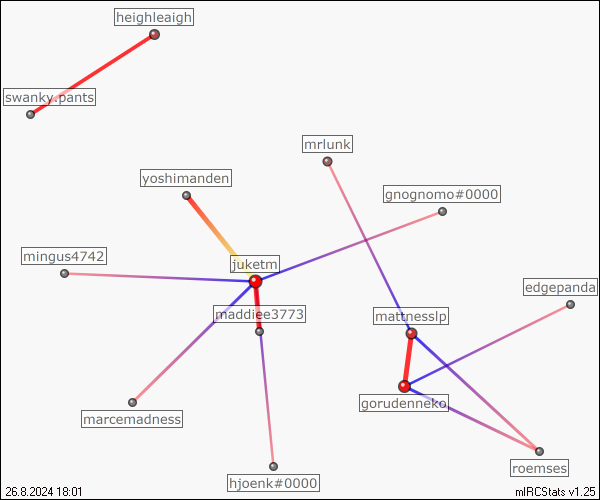 heighleaigh
swanky.pants
mrlunk
yoshimanden
gnognomo#0000
mingus4742
juketm
edgepanda
maddiee3773
mattnesslp
gorudenneko
marcemadness
roemses
hjoenk#0000
26.8.2024 18:01
mIRCStats v1.25